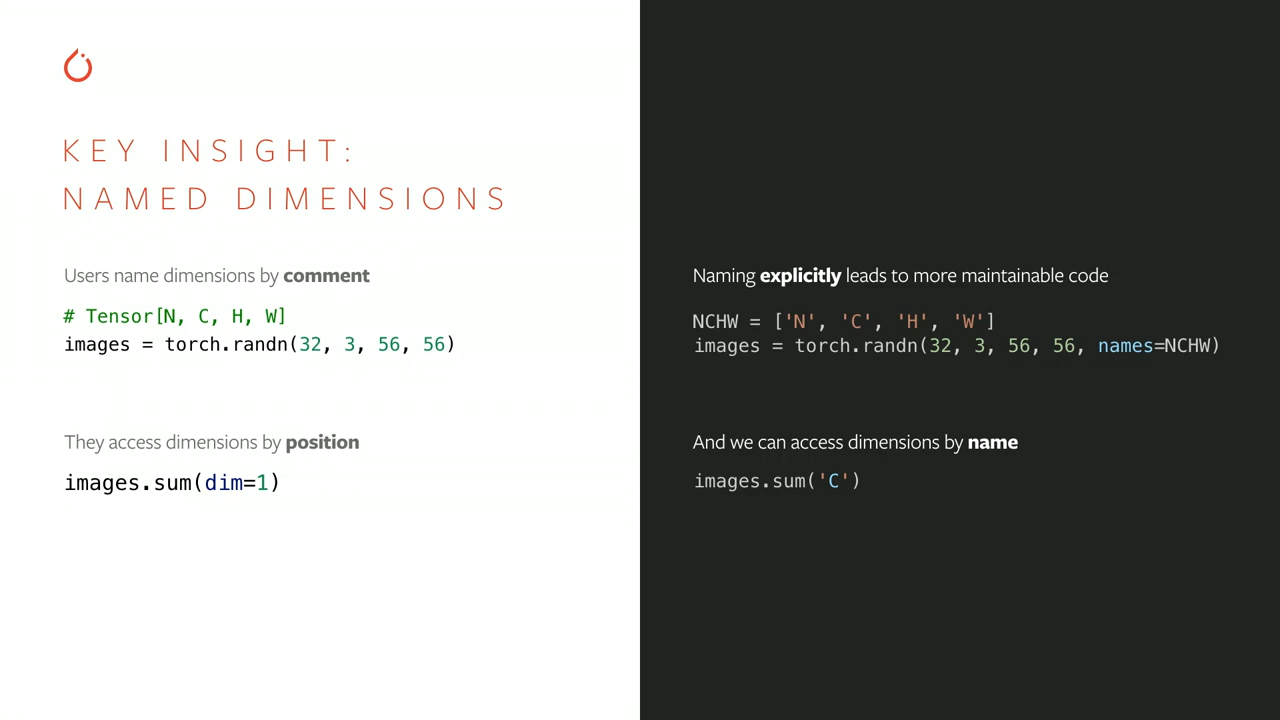 KEY INSIGHT:
NAMED DIMENSIONS
Users name dimensions by comment
# Tensor[N, C, H, W]
images = torch.randn(32, 3, 56, 56)
They access dimensions by position
images.sum(dim=1)
Naming explicitly leads to more maintainable code
NCHW = ['N', 'C', 'H', 'W']
images = torch.randn(32, 3, 56, 56, names=NCHW)
And we can access dimensions by name
images.sum('C')